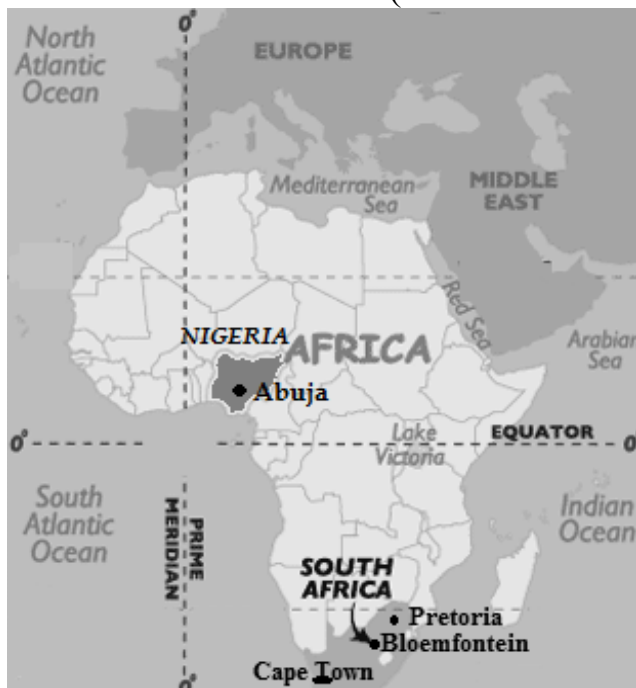 (
0°
North
Atlantic
Ocean
EUROPE
Mediterranean
Sea
MIDDLE
EAST
Red Sea
NIGERIA
AFRICA
Arabian
Sea
Abuja
0°
Lake
Victoria
EQUATOR
0°
South
Atlantic
Ocean
PRIME
MERIDIAN
Indian
Ocean
SOUTH
AFRICA
Pretoria
Bloemfontein
Cape Town
0°